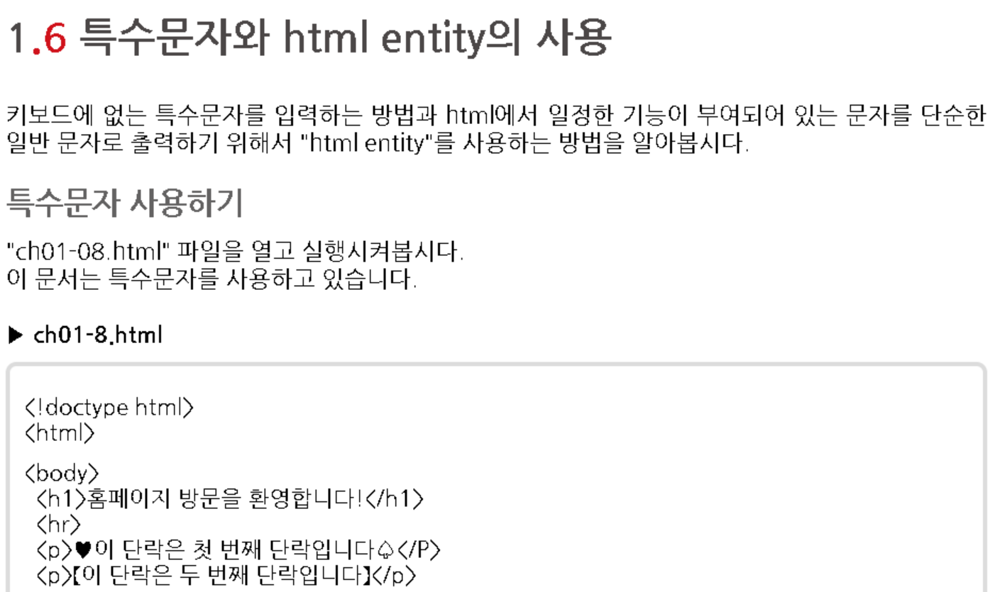 1.6 특수문자와 html entity의 사용
키보드에 없는 특수문자를 입력하는 방법과 html에서 일정한 기능이 부여되어 있는 문자를 단순한
일반 문자로 출력하기 위해서 "html entity"를 사용하는 방법을 알아봅시다.
특수문자 사용하기
"ch01-08.html" 파일을 열고 실행시켜봅시다.
이 문서는 특수문자를 사용하고 있습니다.
▶ ch01-8.html
<!doctype html>
<html>
<body>
<h1>홈페이지 방문을 환영합니다!</h1>
<hr>
<p>♥이 단락은 첫 번째 단락입니다♤</P>
<p>【이 단락은 두 번째 단락입니다】</p>